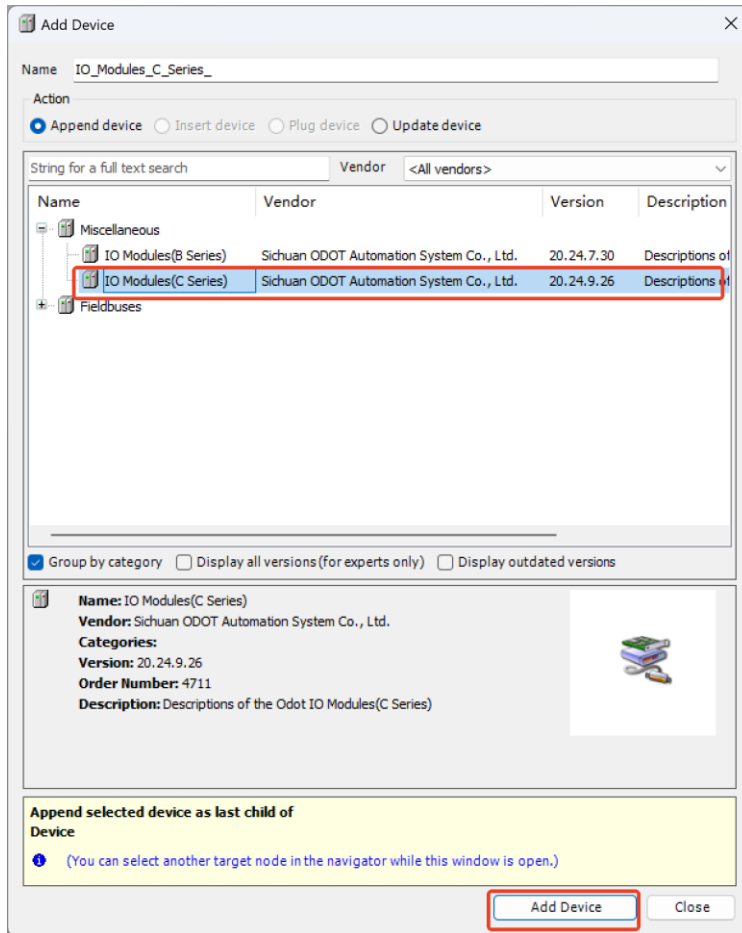 Add Device
Name IO_Modules_C_Series_
Action
Append device Insert device Plug device Update device
String for a full text search Vendor <All vendors>
Name Vendor Version Description
Miscellaneous
IO Modules(B Series) Sichuan ODOT Automation System Co., Ltd. 20.24.7.30 Descriptions of
IO Modules(C Series) Sichuan ODOT Automation System Co., Ltd. 20.24.9.26 Descriptions of
Fieldbuses
Group by category Display all versions(for experts only) Display outdated versions
Name: IO Modules(C Series)
Vendor: Sichuan ODOT Automation System Co., Ltd.
Categories:
Version: 20.24.9.26
Order Number: 4711
Description: Descriptions of the Odot IO Modules(C Series)
Append selected device as last child of
Device
(You can select another target node in the navigator while this window is open.)
Add Device Close